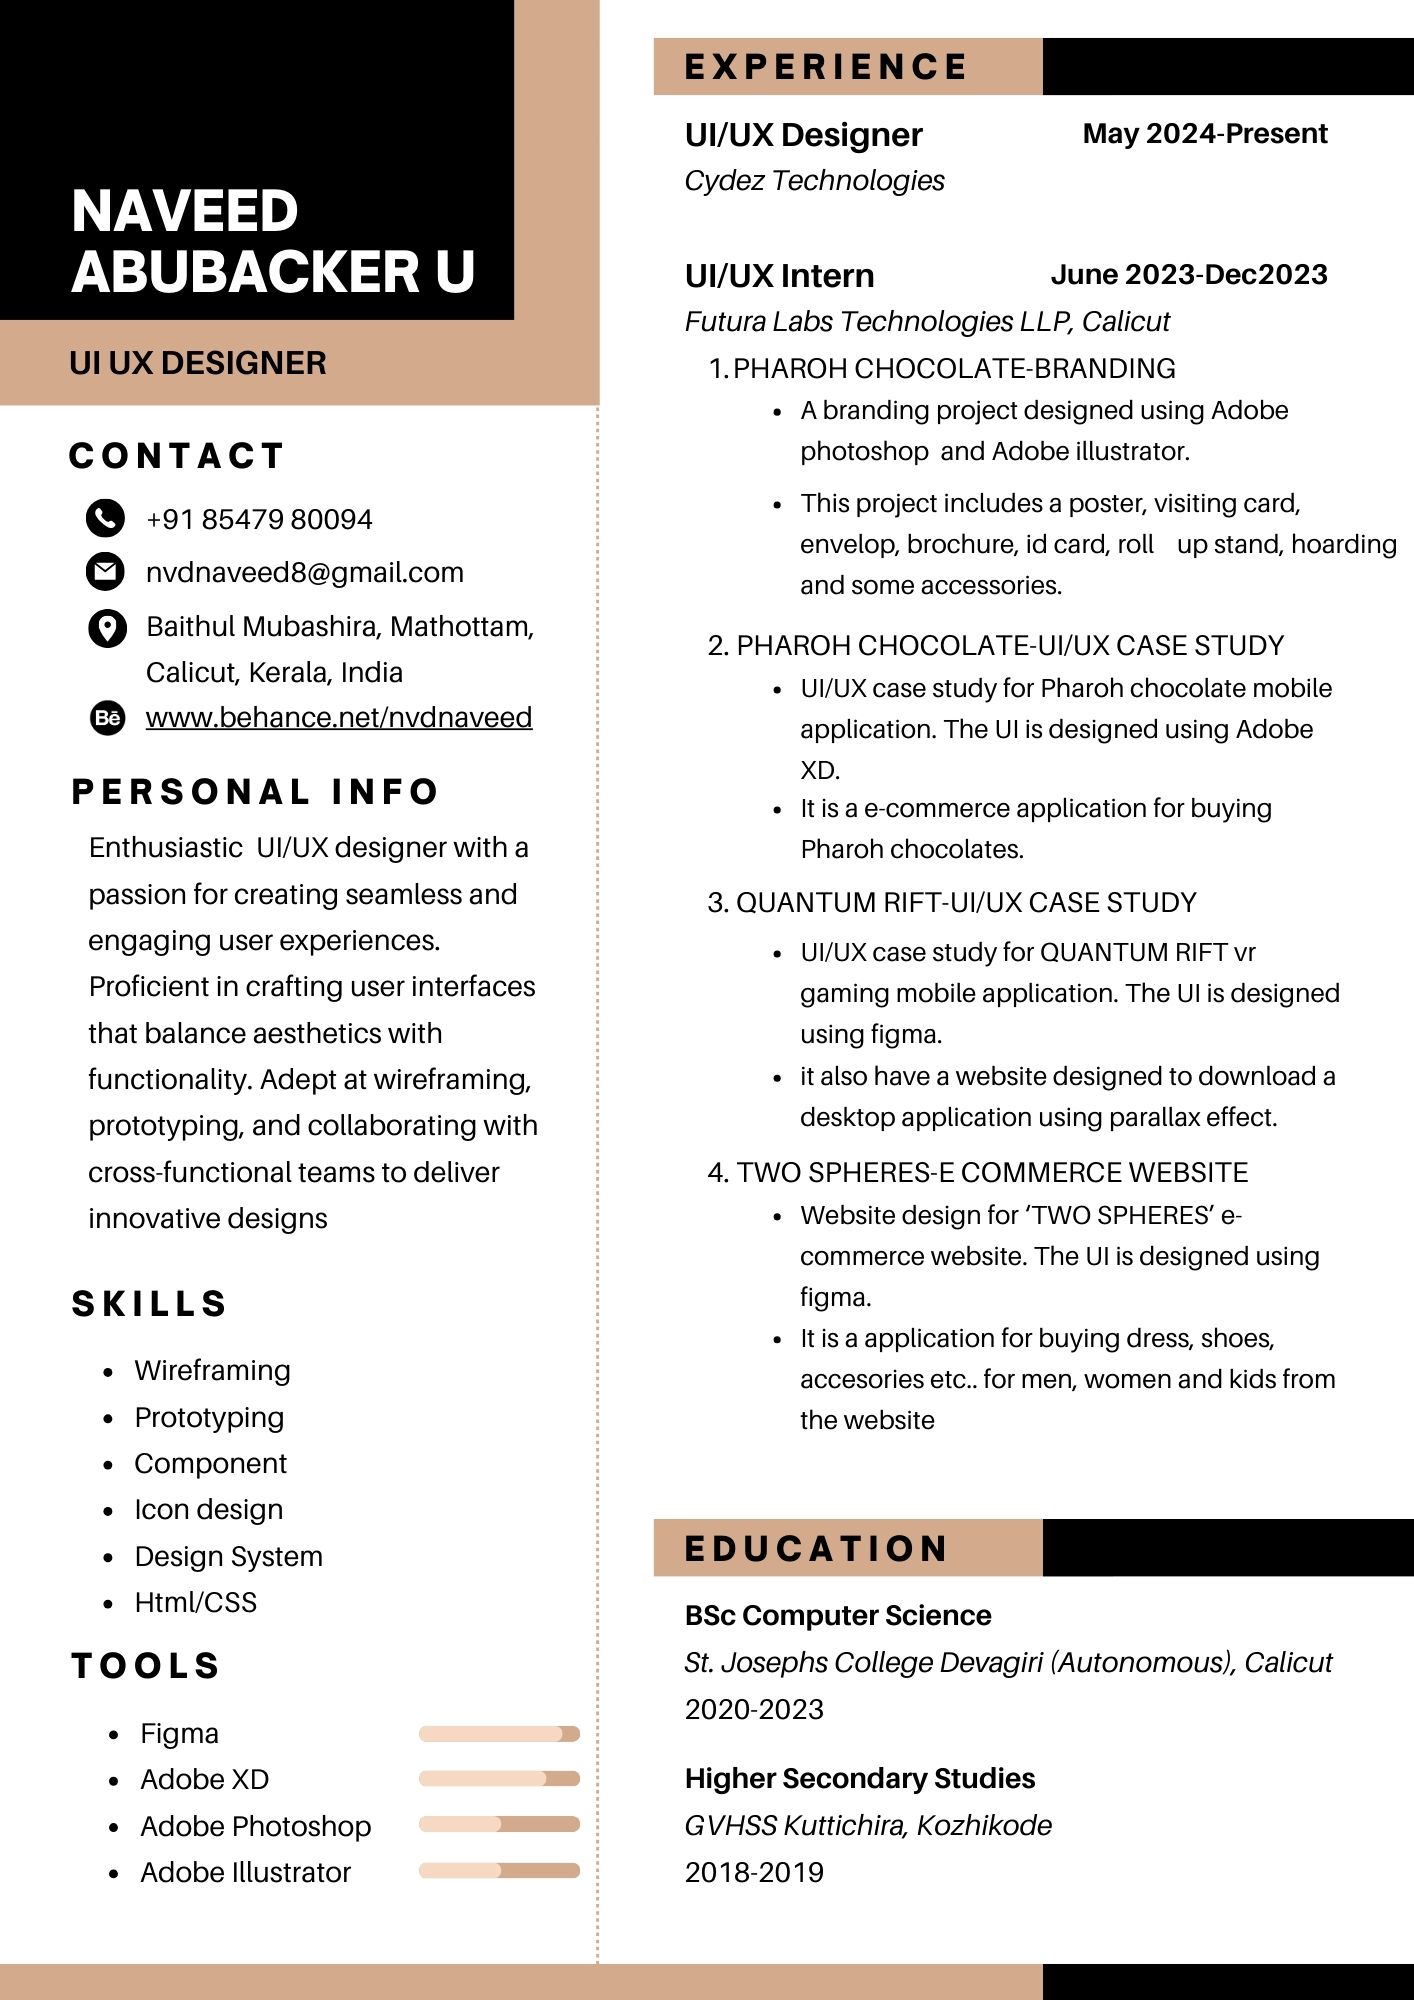 NAVEED
ABUBACKER U
UI UX DESIGNER
CONTACT
+91 85479 80094
nvdnaveed8@gmail.com
Baithul Mubashira, Mathottam,
Calicut, Kerala, India
Bē
www.behance.net/nvdnaveed
PERSONAL INFO
Enthusiastic  UI/UX designer with a
passion for creating seamless and
engaging user experiences.
Proficient in crafting user interfaces
that balance aesthetics with
functionality. Adept at wireframing,
prototyping, and collaborating with
cross-functional teams to deliver
innovative designs
SKILLS
• Wireframing
• Prototyping
• Component
• Icon design
• Design System
• Html/CSS
TOOLS
• Figma
• Adobe XD
• Adobe Photoshop
• Adobe Illustrator
EXPERIENCE
UI/UX Designer May 2024-Present
Cydez Technologies
UI/UX Intern June 2023-Dec2023
Futura Labs Technologies LLP, Calicut
1. PHAROH CHOCOLATE-BRANDING
• A branding project designed using Adobe
photoshop  and Adobe illustrator.
• This project includes a poster, visiting card,
envelop, brochure, id card, roll    up stand, hoarding
and some accessories.
2. PHAROH CHOCOLATE-UI/UX CASE STUDY
• UI/UX case study for Pharoh chocolate mobile
application. The UI is designed using Adobe
XD.
• It is a e-commerce application for buying
Pharoh chocolates.
3. QUANTUM RIFT-UI/UX CASE STUDY
• UI/UX case study for QUANTUM RIFT vr
gaming mobile application. The UI is designed
using figma.
• it also have a website designed to download a
desktop application using parallax effect.
4. TWO SPHERES-E COMMERCE WEBSITE
• Website design for ‘TWO SPHERES’ e-
commerce website. The UI is designed using
figma.
• It is a application for buying dress, shoes,
accesories etc.. for men, women and kids from
the website
EDUCATION
BSc Computer Science
St. Josephs College Devagiri (Autonomous), Calicut
2020-2023
Higher Secondary Studies
GVHSS Kuttichira, Kozhikode
2018-2019